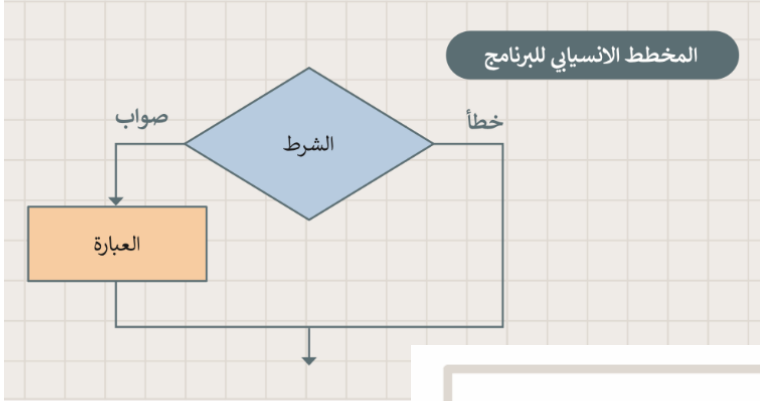 المخطط الانسيابي للبرنامج
خطأ
صواب
الشرط
العبارة